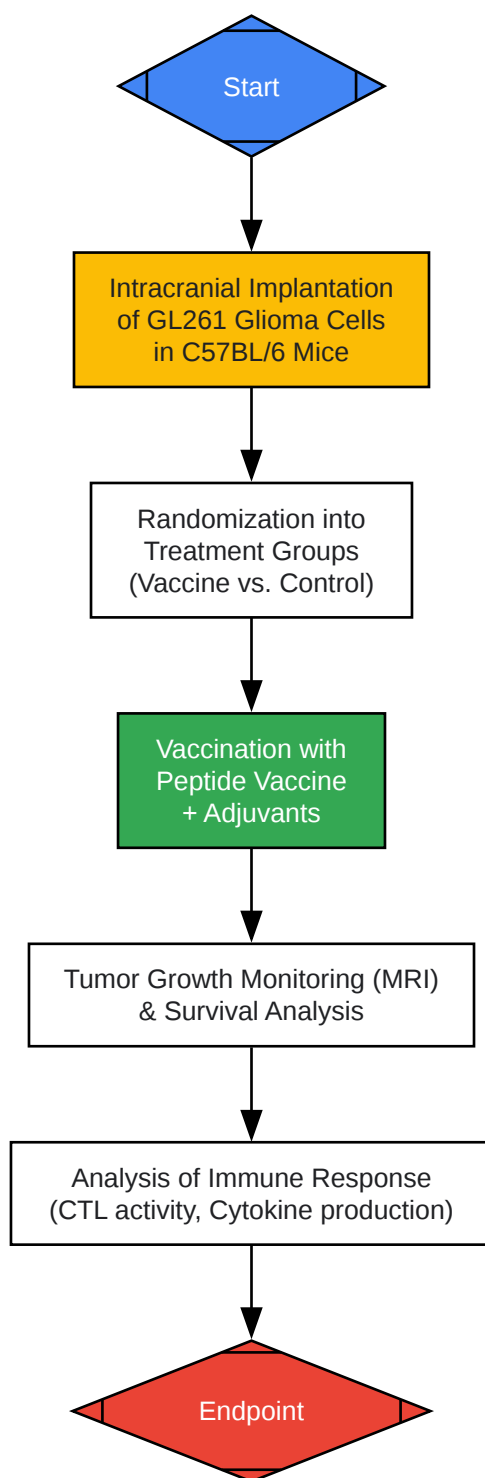 Start
Intracranial Implantation
of GL261 Glioma Cells
in C57BL/6 Mice
Randomization into
Treatment Groups
(Vaccine vs. Control)
Vaccination with
Peptide Vaccine
+ Adjuvants
Tumor Growth Monitoring (MRI)
& Survival Analysis
Analysis of Immune Response
(CTL activity, Cytokine production)
Endpoint